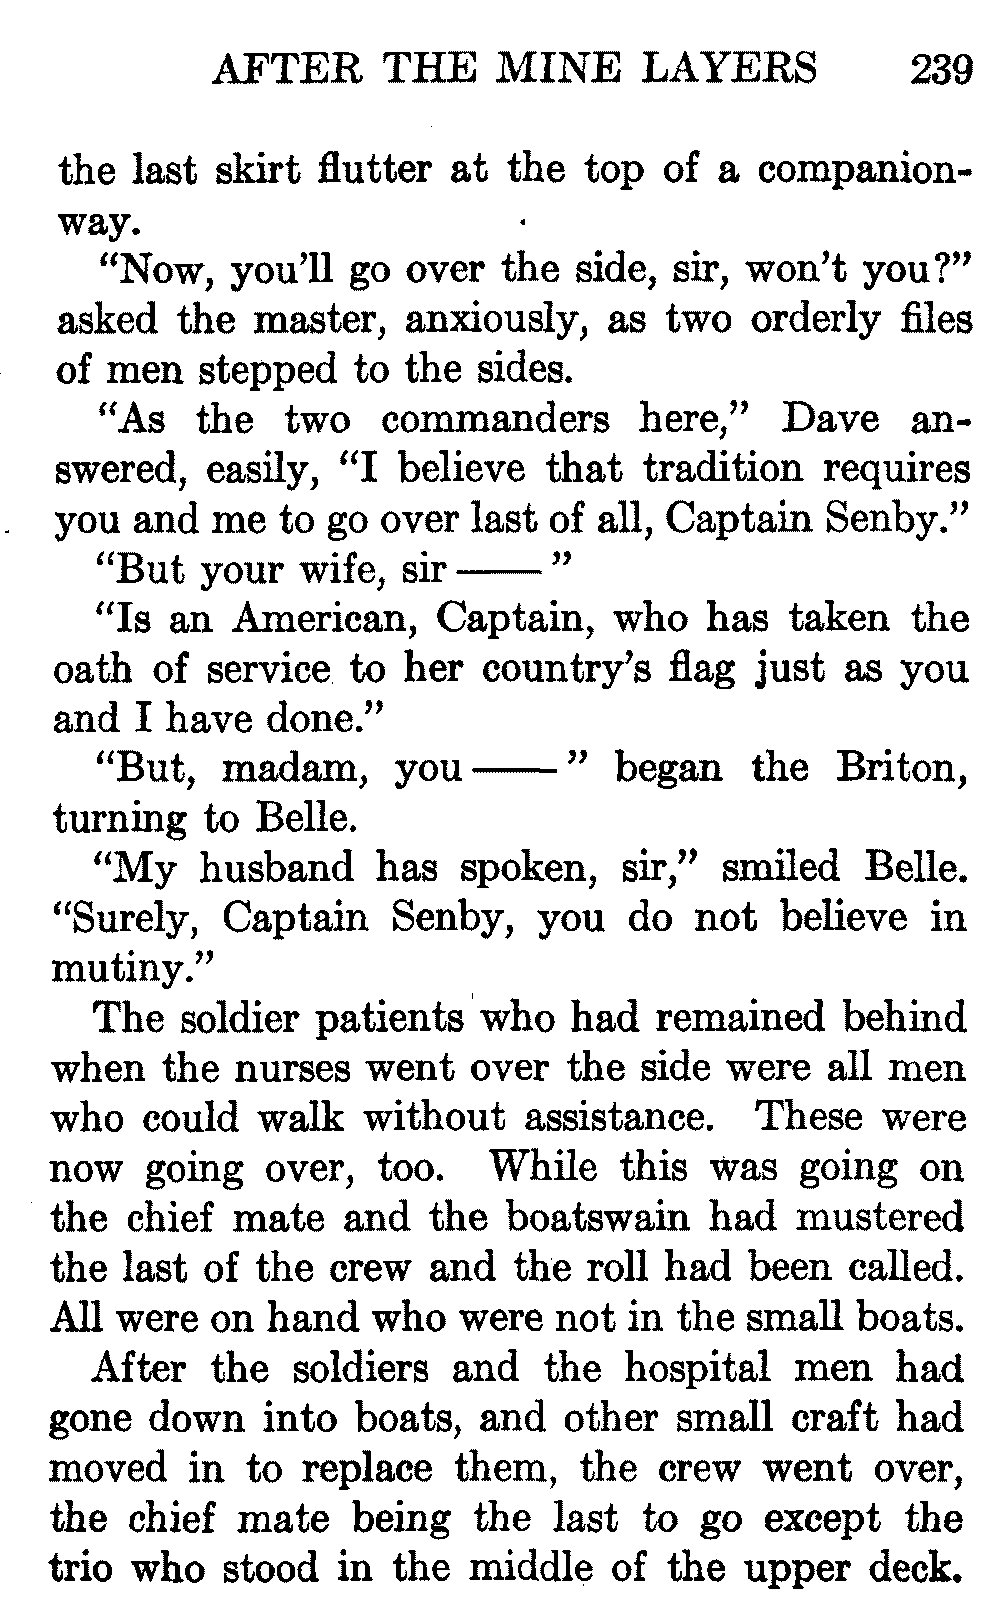 AFTER THE MINE LAYERS 239
the last skirt flutter at the top of a companion-
way.
“Now, you’ll go over the side, sir, won’t you?”
asked the master, anxiously, as two orderly files
of men stepped to the sides.
“As the two commanders here,” Dave an-
swered, easily, “I believe that tradition requires
you and me to go over last of all, Captain Senby.”
“But your wife, sir——”
“Is an American, Captain, who has taken the
oath of service to her country’s flag just as you
and I have done.”
“But, madam, you——” began the Briton,
turning to Belle.
“My husband has spoken, sir,” smiled Belle.
“Surely, Captain Senby, you do not believe in
mutiny.”
The soldier patients who had remained behind
when the nurses went over the side were all men
who could walk without assistance. These were
now going over, too. While this was going on
the chief mate and the boatswain had mustered
the last of the crew and the roll had been called.
All were on hand who were not in the small boats.
After the soldiers and the hospital men had
gone down into boats, and other small craft had
moved in to replace them, the crew went over,
the chief mate being the last to go except the
trio who stood in the middle of the upper deck.